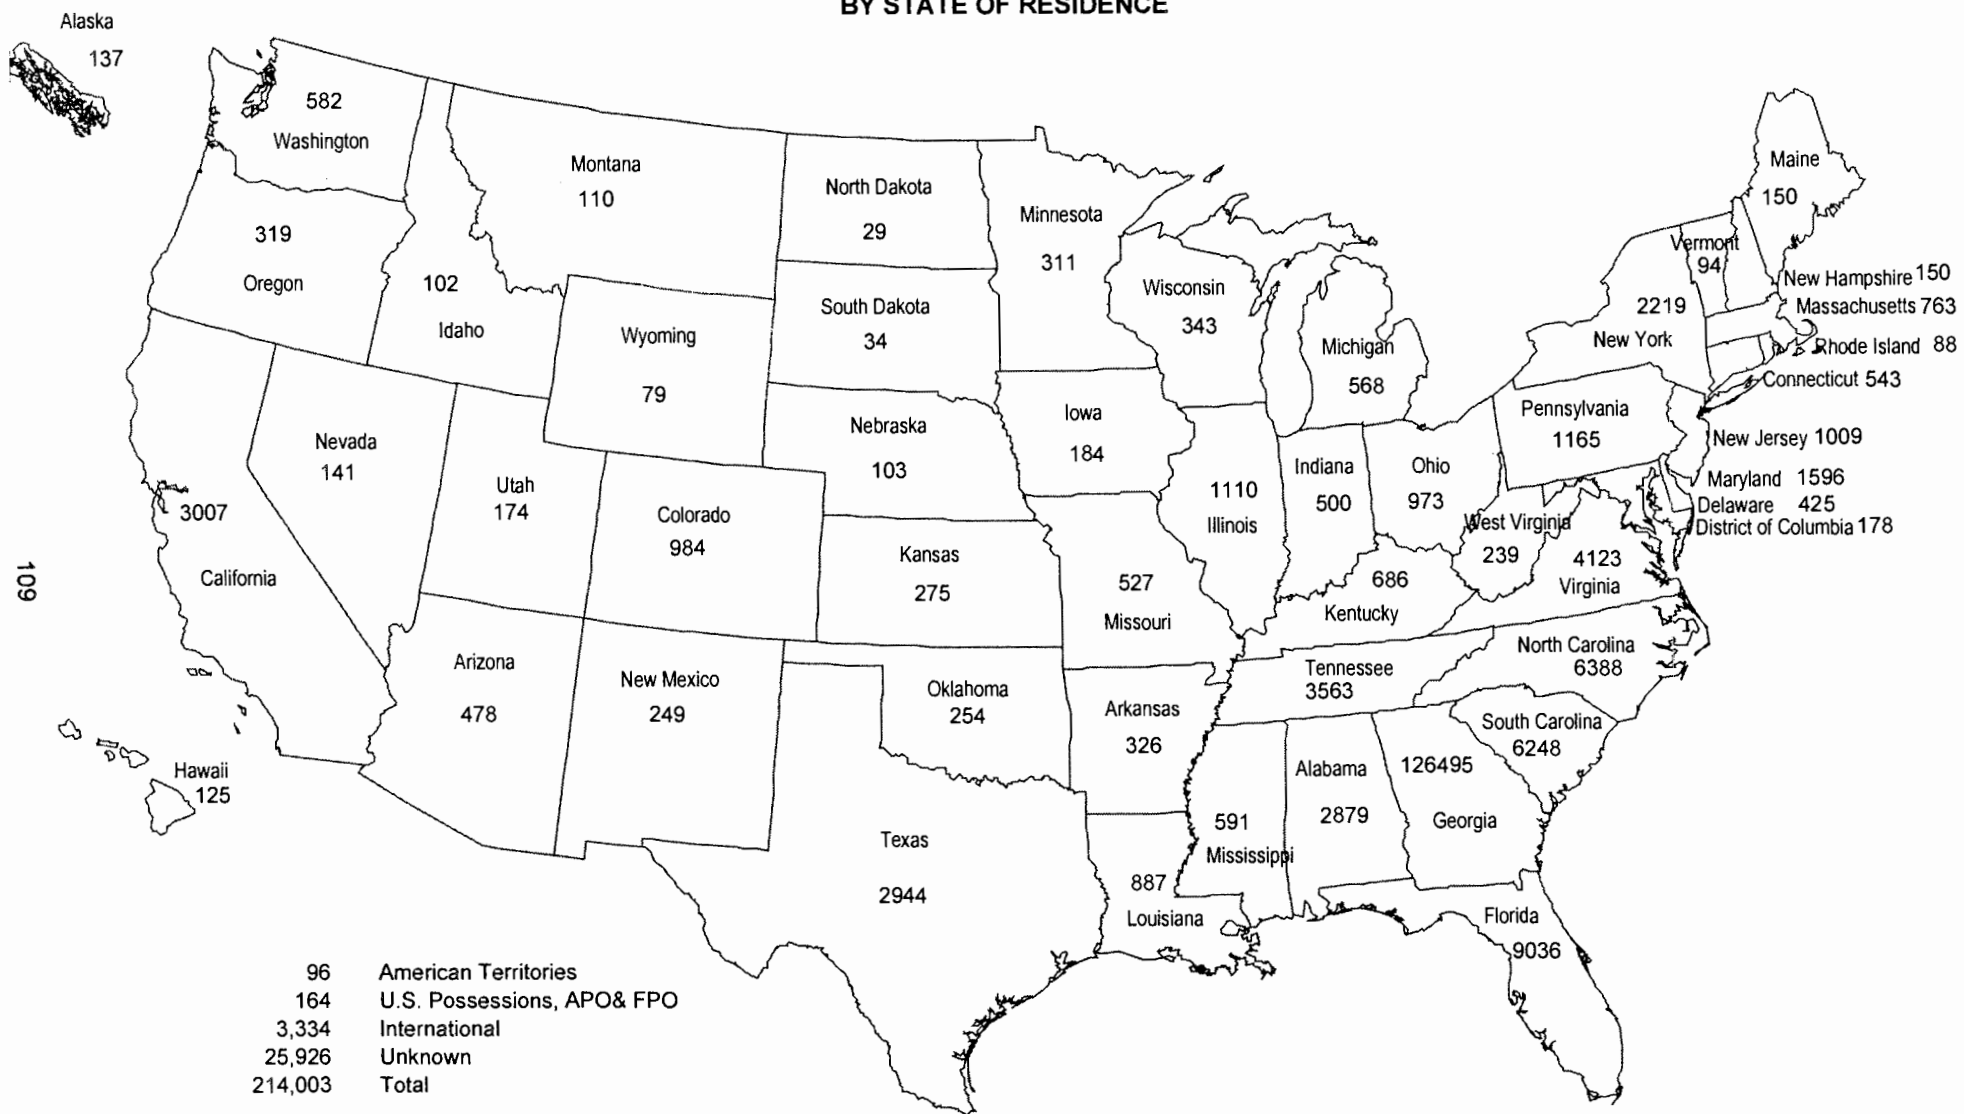 BY STATE OF RESIDENCE
Alaska
137
582
Washington
Montana
110
North Dakota
29
Minnesota
311
Maine
150
319
Oregon
102
Idaho
Wyoming
79
South Dakota
34
Wisconsin
343
Michigan
568
Vermont
94
New Hampshire 150
Massachusetts 763
2219
New York
Rhode Island 88
Connecticut 543
Nevada
141
Utah
174
Colorado
984
Nebraska
103
Iowa
184
1110
Illinois
Indiana
500
Ohio
973
Pennsylvania
1165
New Jersey 1009
Maryland 1596
Delaware 425
District of Columbia 178
3007
California
Kansas
275
527
Missouri
686
Kentucky
West Virginia
239
4123
Virginia
109
Arizona
478
New Mexico
249
Oklahoma
254
Arkansas
326
Tennessee
3563
North Carolina
6388
South Carolina
6248
Hawaii
125
Texas
2944
887
Louisiana
591
Mississippi
Alabama
2879
126495
Georgia
Florida
9036
96 American Territories
164 U.S. Possessions, APO& FPO
3,334 International
25,926 Unknown
214,003 Total